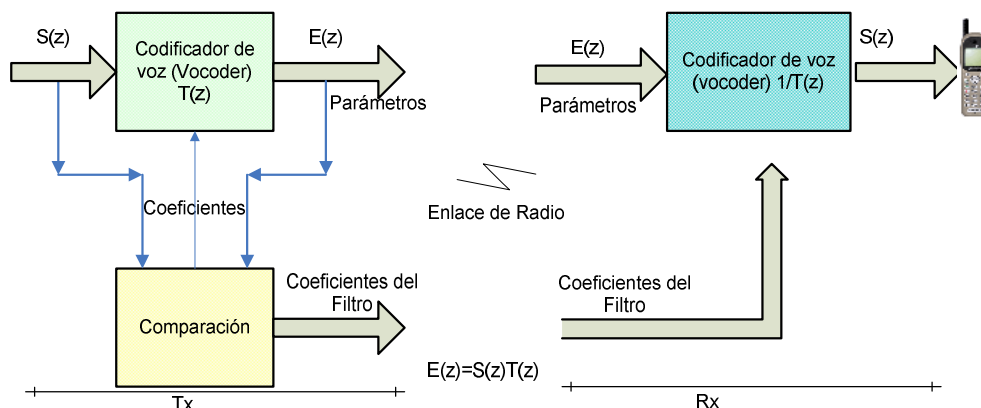 S(z)
Codificador de
voz (Vocoder)
T(z)
E(z)
Parámetros
Coeficientes
Comparación
Coeficientes del
Filtro
Tx
Enlace de Radio
E(z)=S(z)T(z)
E(z)
Parámetros
Codificador de voz
(vocoder) 1/T(z)
S(z)
Coeficientes del
Filtro
Rx